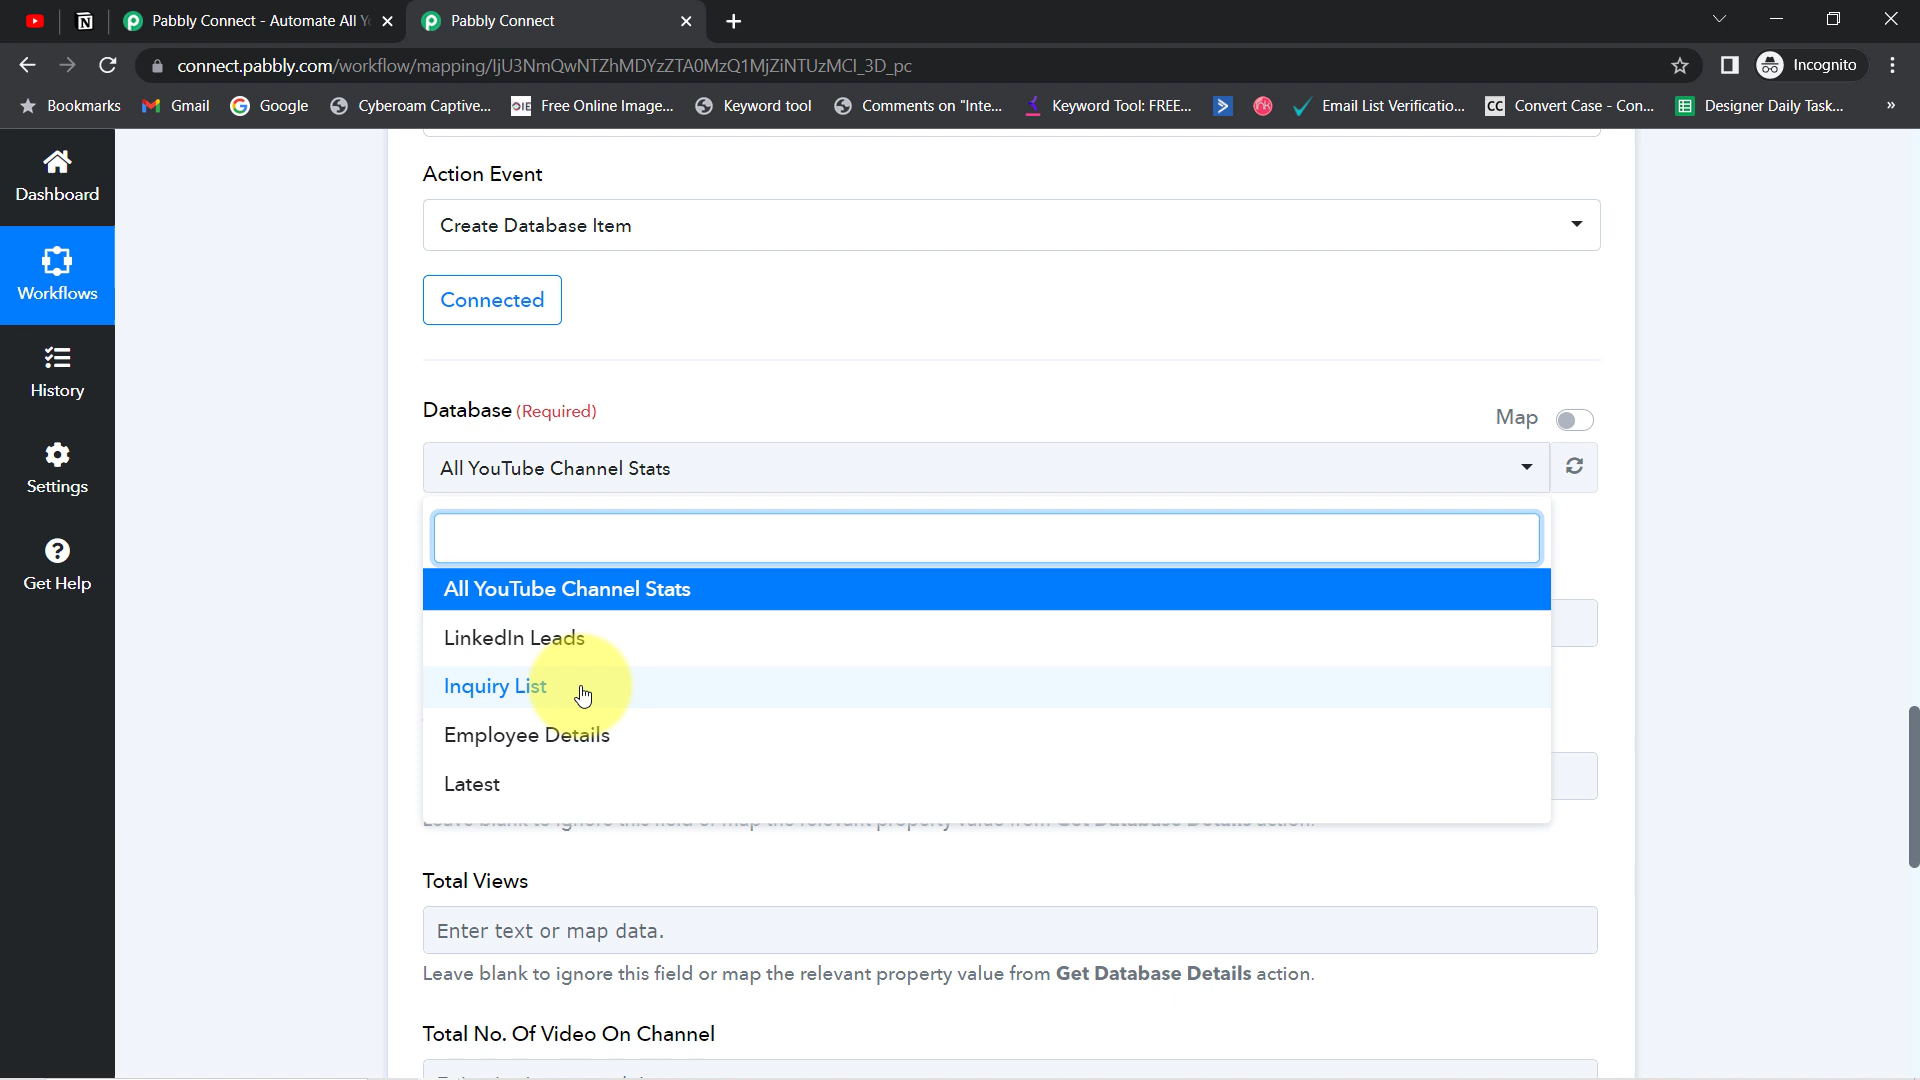 Pabbly Connect - Automate All Y
Pabbly Connect
connect.pabbly.com/workflow/mapping/IjU3NmQwNTZhMDYzZTA0MzQ1MjZiNTUzMCI_3D_pc
Incognito
Bookmarks
Gmail
Google
Cyberoam Captive...
Free Online Image...
Keyword tool
Comments on "Inte...
Keyword Tool: FREE...
Email List Verificatio...
Convert Case - Con...
Designer Daily Task...
»
Dashboard
Workflows
History
Settings
Get Help
Action Event
Create Database Item
Connected
Database (Required)
Map
All YouTube Channel Stats
All YouTube Channel Stats
LinkedIn Leads
Inquiry List
Employee Details
Latest
Total Views
Enter text or map data.
Leave blank to ignore this field or map the relevant property value from Get Database Details action.
Total No. Of Video On Channel